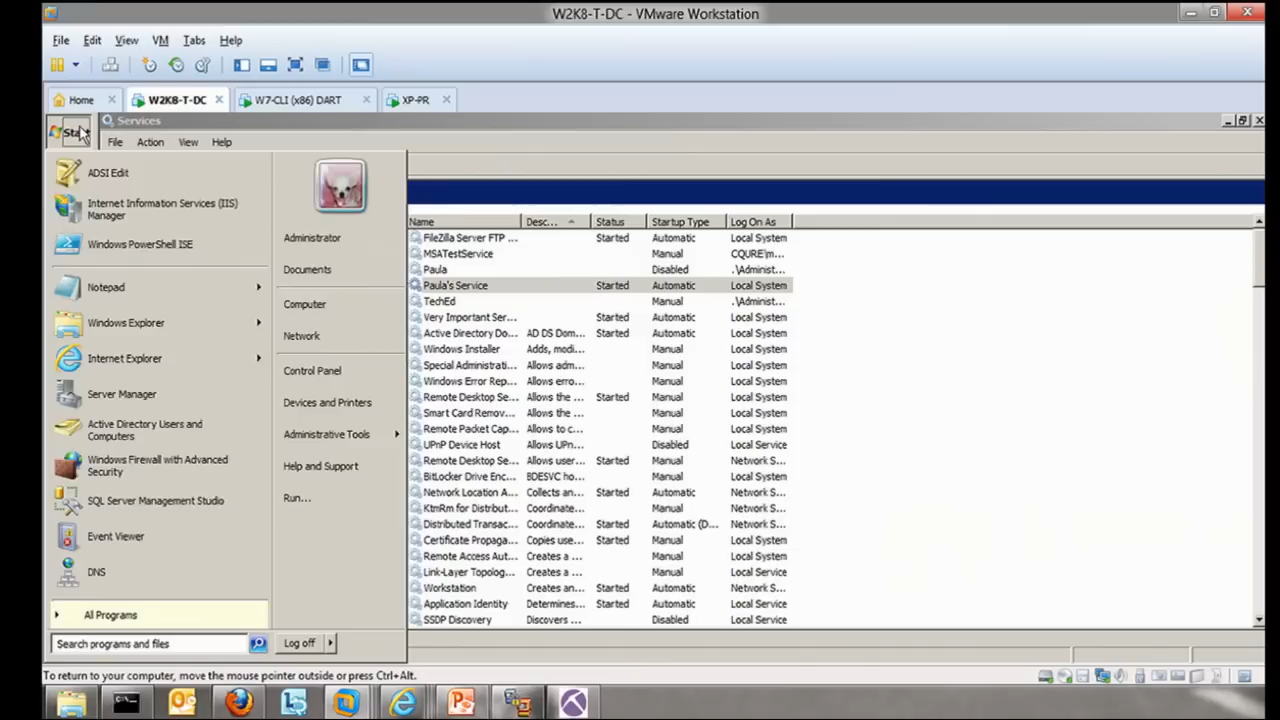 W2K8-T-DC - VMware Workstation
File Edit View VM Tabs Help
Home W2K8-T-DC W7-CLI (x86) DART XP-PR
Start Services
File Action View Help
ADSI Edit
Internet Information Services (IIS)
Manager
Windows PowerShell ISE
Notepad
Windows Explorer
Internet Explorer
Server Manager
Active Directory Users and
Computers
Windows Firewall with Advanced
Security
SQL Server Management Studio
Event Viewer
DNS
All Programs
Search programs and files
Administrator
Documents
Computer
Network
Control Panel
Devices and Printers
Administrative Tools
Help and Support
Run...
Log off
Name Desc... Status Startup Type Log On As
FileZilla Server FTP ... Started Automatic Local System
MSATestService Manual CQURE\m...
Paula Disabled .\Administ...
Paula's Service Started Automatic Local System
TechEd Manual .\Administ...
Very Important Ser... Started Automatic Local System
Active Directory Do... AD DS Dom... Started Automatic Local System
Windows Installer Adds, modi... Manual Local System
Special Administrati... Allows adm... Manual Local System
Windows Error Rep... Allows erro... Manual Local System
Remote Desktop Se... Allows the ... Started Manual Local System
Smart Card Remov... Allows the ... Manual Local System
Remote Packet Cap... Allows to c... Manual Local System
UPnP Device Host Allows UPn... Disabled Local Service
Remote Desktop Se... Allows user... Started Manual Network S...
BitLocker Drive Enc... BDESVC ho... Manual Local System
Network Location A... Collects an... Started Automatic Network S...
KtmRm for Distribut... Coordinate... Manual Network S...
Distributed Transac... Coordinate... Started Automatic (D... Network S...
Certificate Propaga... Copies use... Started Manual Local System
Remote Access Aut... Creates a ... Manual Local System
Link-Layer Topolog... Creates a ... Manual Local Service
Workstation Creates an... Started Automatic Network S...
Application Identity Determines... Started Automatic Local Service
SSDP Discovery Discovers ... Disabled Local Service
To return to your computer, move the mouse pointer outside or press Ctrl+Alt.